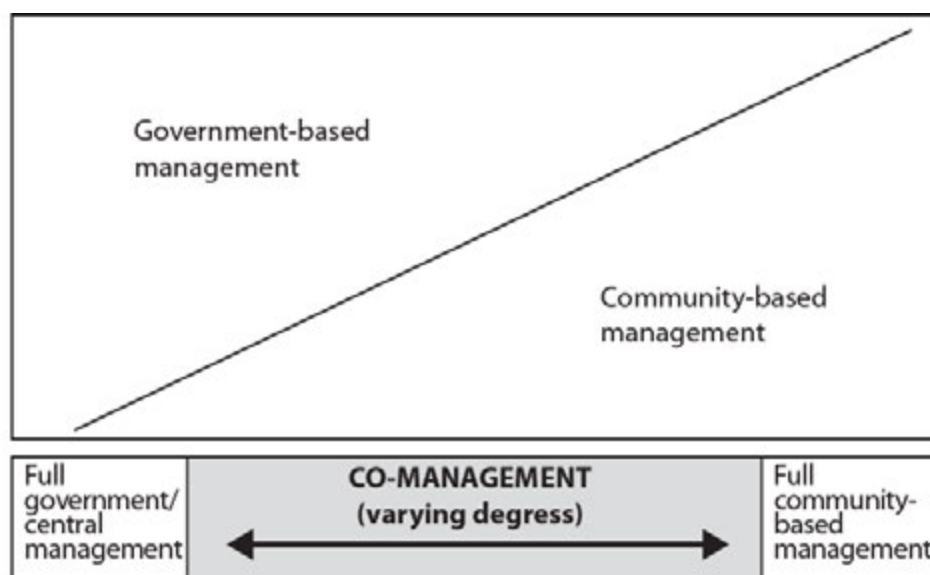 Government-based
management
Community-based
management
Full
government/
central
management
CO-MANAGEMENT
(varying degress)
Full
community-
based
management